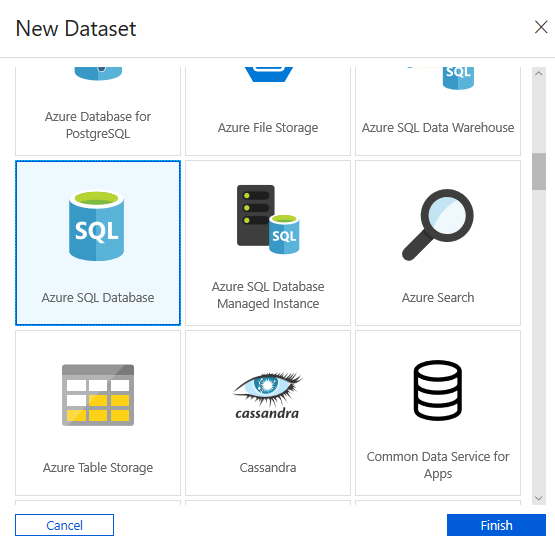 New Dataset
Azure Database for
PostgreSQL
Azure File Storage
Azure SQL Data Warehouse
SQL
SQL
SQL
Azure SQL Database
Azure SQL Database
Managed Instance
Azure Search
cassandra
Azure Table Storage
Cassandra
Common Data Service for
Apps
Cancel
Finish